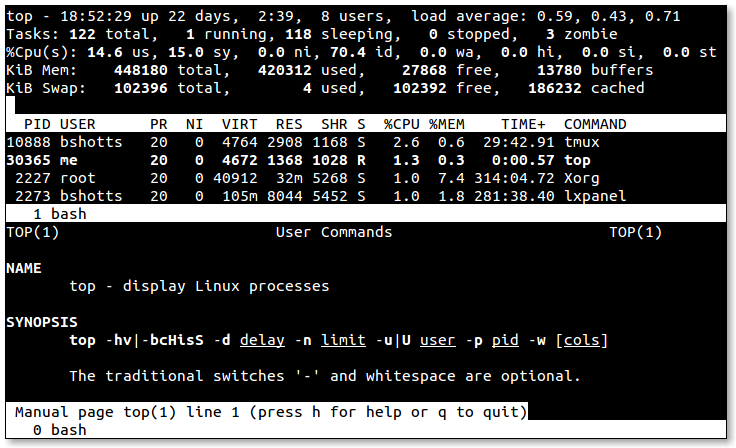 top - 18:52:29 up 22 days,  2:39,  8 users,  load average: 0.59, 0.43, 0.71
Tasks: 122 total,   1 running, 118 sleeping,   0 stopped,   3 zombie
%Cpu(s): 14.6 us, 15.0 sy,  0.0 ni, 70.4 id,  0.0 wa,  0.0 hi,  0.0 si,  0.0 st
KiB Mem:    448180 total,   420312 used,    27868 free,    13780 buffers
KiB Swap:   102396 total,        4 used,   102392 free,   186232 cached
  PID USER      PR  NI  VIRT  RES  SHR S  %CPU %MEM    TIME+  COMMAND
10888 bshotts   20   0  4764 2908 1168 S   2.6  0.6  29:42.91 tmux
30365 me        20   0  4672 1368 1028 R   1.3  0.3   0:00.57 top
 2227 root      20   0 40912  32m 5268 S   1.0  7.4 314:04.72 Xorg
 2273 bshotts   20   0  105m 8044 5452 S   1.0  1.8 281:38.40 lxpanel
   1 bash
TOP(1)                        User Commands                        TOP(1)
NAME
       top - display Linux processes
SYNOPSIS
       top -hv|-bcHisS -d delay -n limit -u|U user -p pid -w [cols]
       The traditional switches '-' and whitespace are optional.
 Manual page top(1) line 1 (press h for help or q to quit)
   0 bash